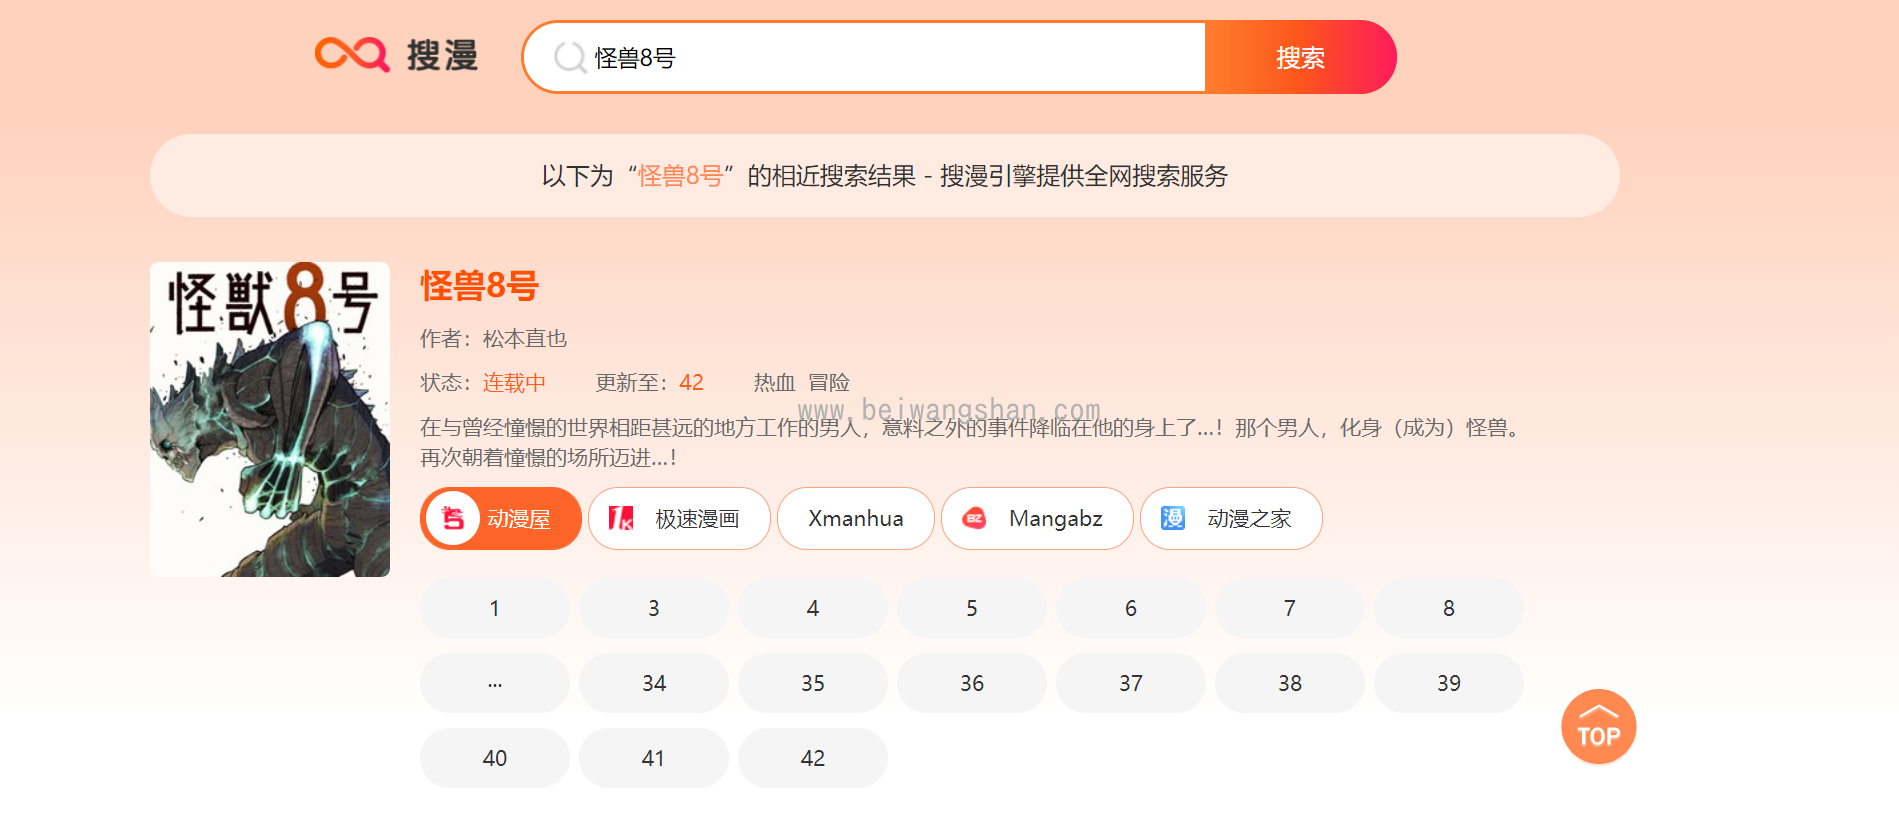 搜漫
怪兽8号
搜索
以下为“怪兽8号”的相近搜索结果 - 搜漫引擎提供全网搜索服务
怪獣8号
怪兽8号
作者：松本直也
状态：连载中 更新至：42 热血 冒险
www.beiwangshan.com
在与曾经憧憬的世界相距甚远的地方工作的男人，意料之外的事件降临在他的身上了...！那个男人，化身（成为）怪兽。
再次朝着憧憬的场所迈进...！
动漫屋 1K 极速漫画 Xmanhua BZ Mangabz 漫 动漫之家
1 3 4 5 6 7 8
... 34 35 36 37 38 39
40 41 42
TOP